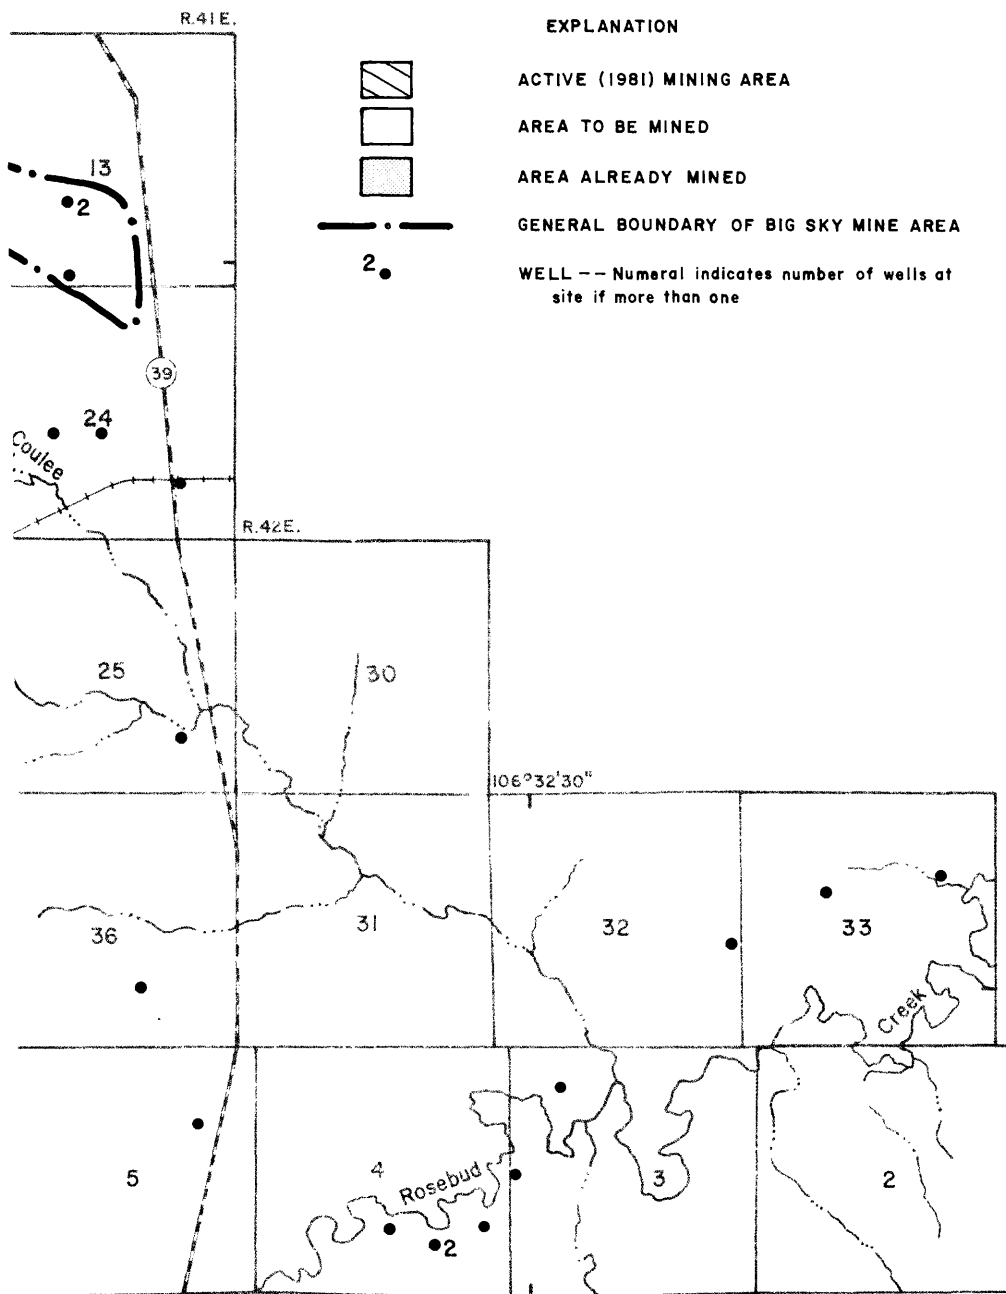 R.41E.
EXPLANATION
ACTIVE (1981) MINING AREA
AREA TO BE MINED
AREA ALREADY MINED
GENERAL BOUNDARY OF BIG SKY MINE AREA
2
WELL -- Numeral indicates number of wells at
site if more than one
13
2
39
24
Coulee
R.42E.
25
30
106°32'30"
36
31
32
33
Creek
5
4
Rosebud
3
2
2